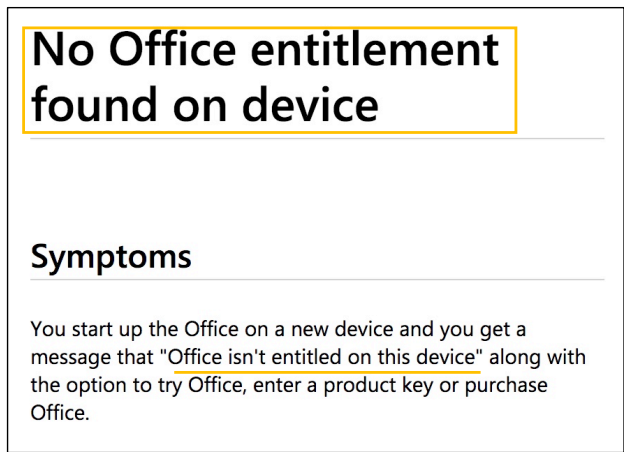 No Office entitlement
found on device
Symptoms
You start up the Office on a new device and you get a
message that "Office isn't entitled on this device" along with
the option to try Office, enter a product key or purchase
Office.